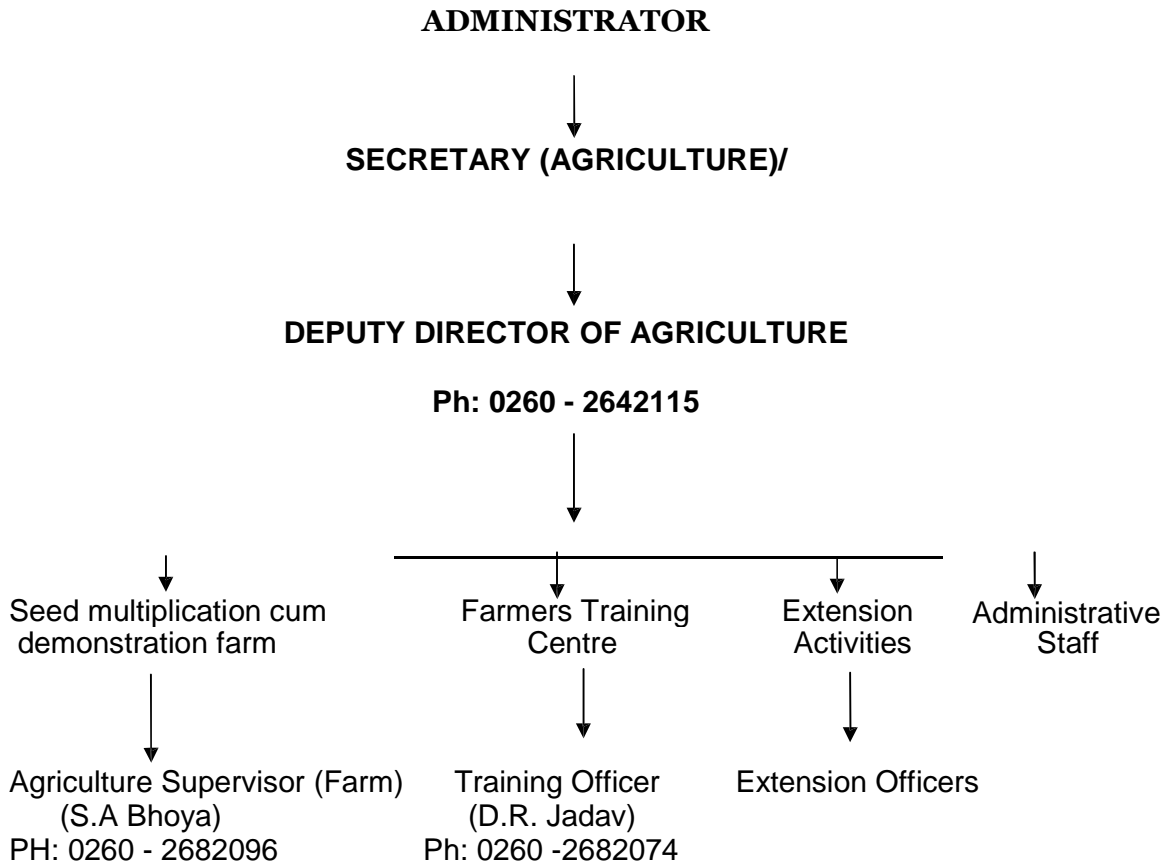 ADMINISTRATOR
SECRETARY (AGRICULTURE)/
DEPUTY DIRECTOR OF AGRICULTURE
Ph: 0260 - 2642115
Seed multiplication cum
demonstration farm
Farmers Training
Centre
Extension
Activities
Administrative
Staff
Agriculture Supervisor (Farm)
(S.A Bhoya)
PH: 0260 - 2682096
Training Officer
(D.R. Jadav)
Ph: 0260 -2682074
Extension Officers